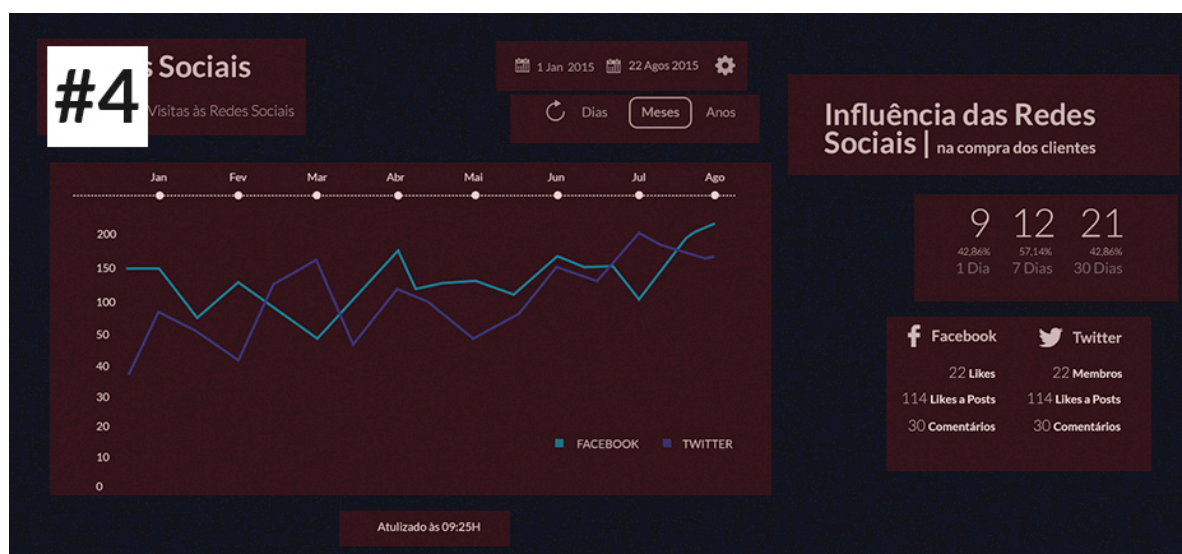 #4
Sociais
Visitas às Redes Sociais
1 Jan 2015 22 Agos 2015
Dias Meses Anos
Jan Fev Mar Abr Mai Jun Jul Ago
200
150
100
50
40
30
20
10
0
FACEBOOK TWITTER
Atulizado às 09:25H
Influência das Redes
Sociais | na compra dos clientes
9 12 21
42,86% 57,14% 42,86%
1 Dia 7 Dias 30 Dias
Facebook Twitter
22 Likes 22 Membros
114 Likes a Posts 114 Likes a Posts
30 Comentários 30 Comentários